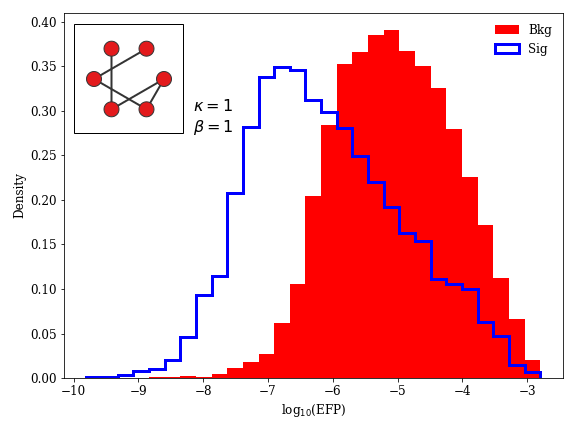 0.40
0.35
0.30
0.25
0.20
0.15
0.10
0.05
0.00
Density
κ = 1
β = 1
Bkg
Sig
−10 −9 −8 −7 −6 −5 −4 −3
log₁₀(EFP)